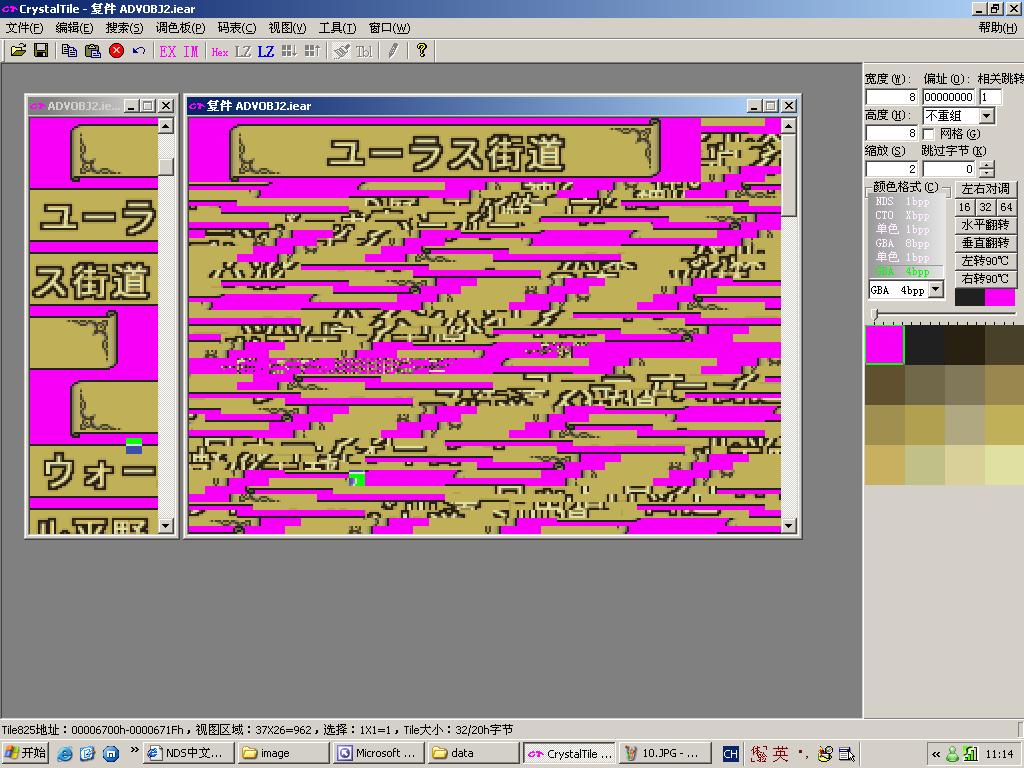 CrystalTile - 复件 ADVOBJ2.iear
文件(F) 编辑(E) 搜索(S) 调色板(P) 码表(C) 视图(V) 工具(T) 窗口(W) 帮助(H)
EX IM Hex LZ LZ Tbl
ADVOBJ2.ie...
复件 ADVOBJ2.iear
ユーラ
ス街道
ウォー
ユーラス街道
宽度(W): 偏址(O): 相关跳转
8 00000000 1
高度(H): 不重组
8 网格(G)
缩放(S) 跳过字节(K)
2 0
颜色格式(C) 左右对调
NDS 1bpp
CTO Xbpp
单色 1bpp
GBA 8bpp
单色 1bpp
GBA 4bpp
GBA 4bpp
16 32 64
水平翻转
垂直翻转
左转90℃
右转90℃
Tile825地址:00006700h-0000671Fh,视图区域:37X26=962,选择:1X1=1,Tile大小:32/20h字节
开始 NDS中文... image Microsoft ... data CrystalTile ... 10.JPG - ... CH 英 11:14